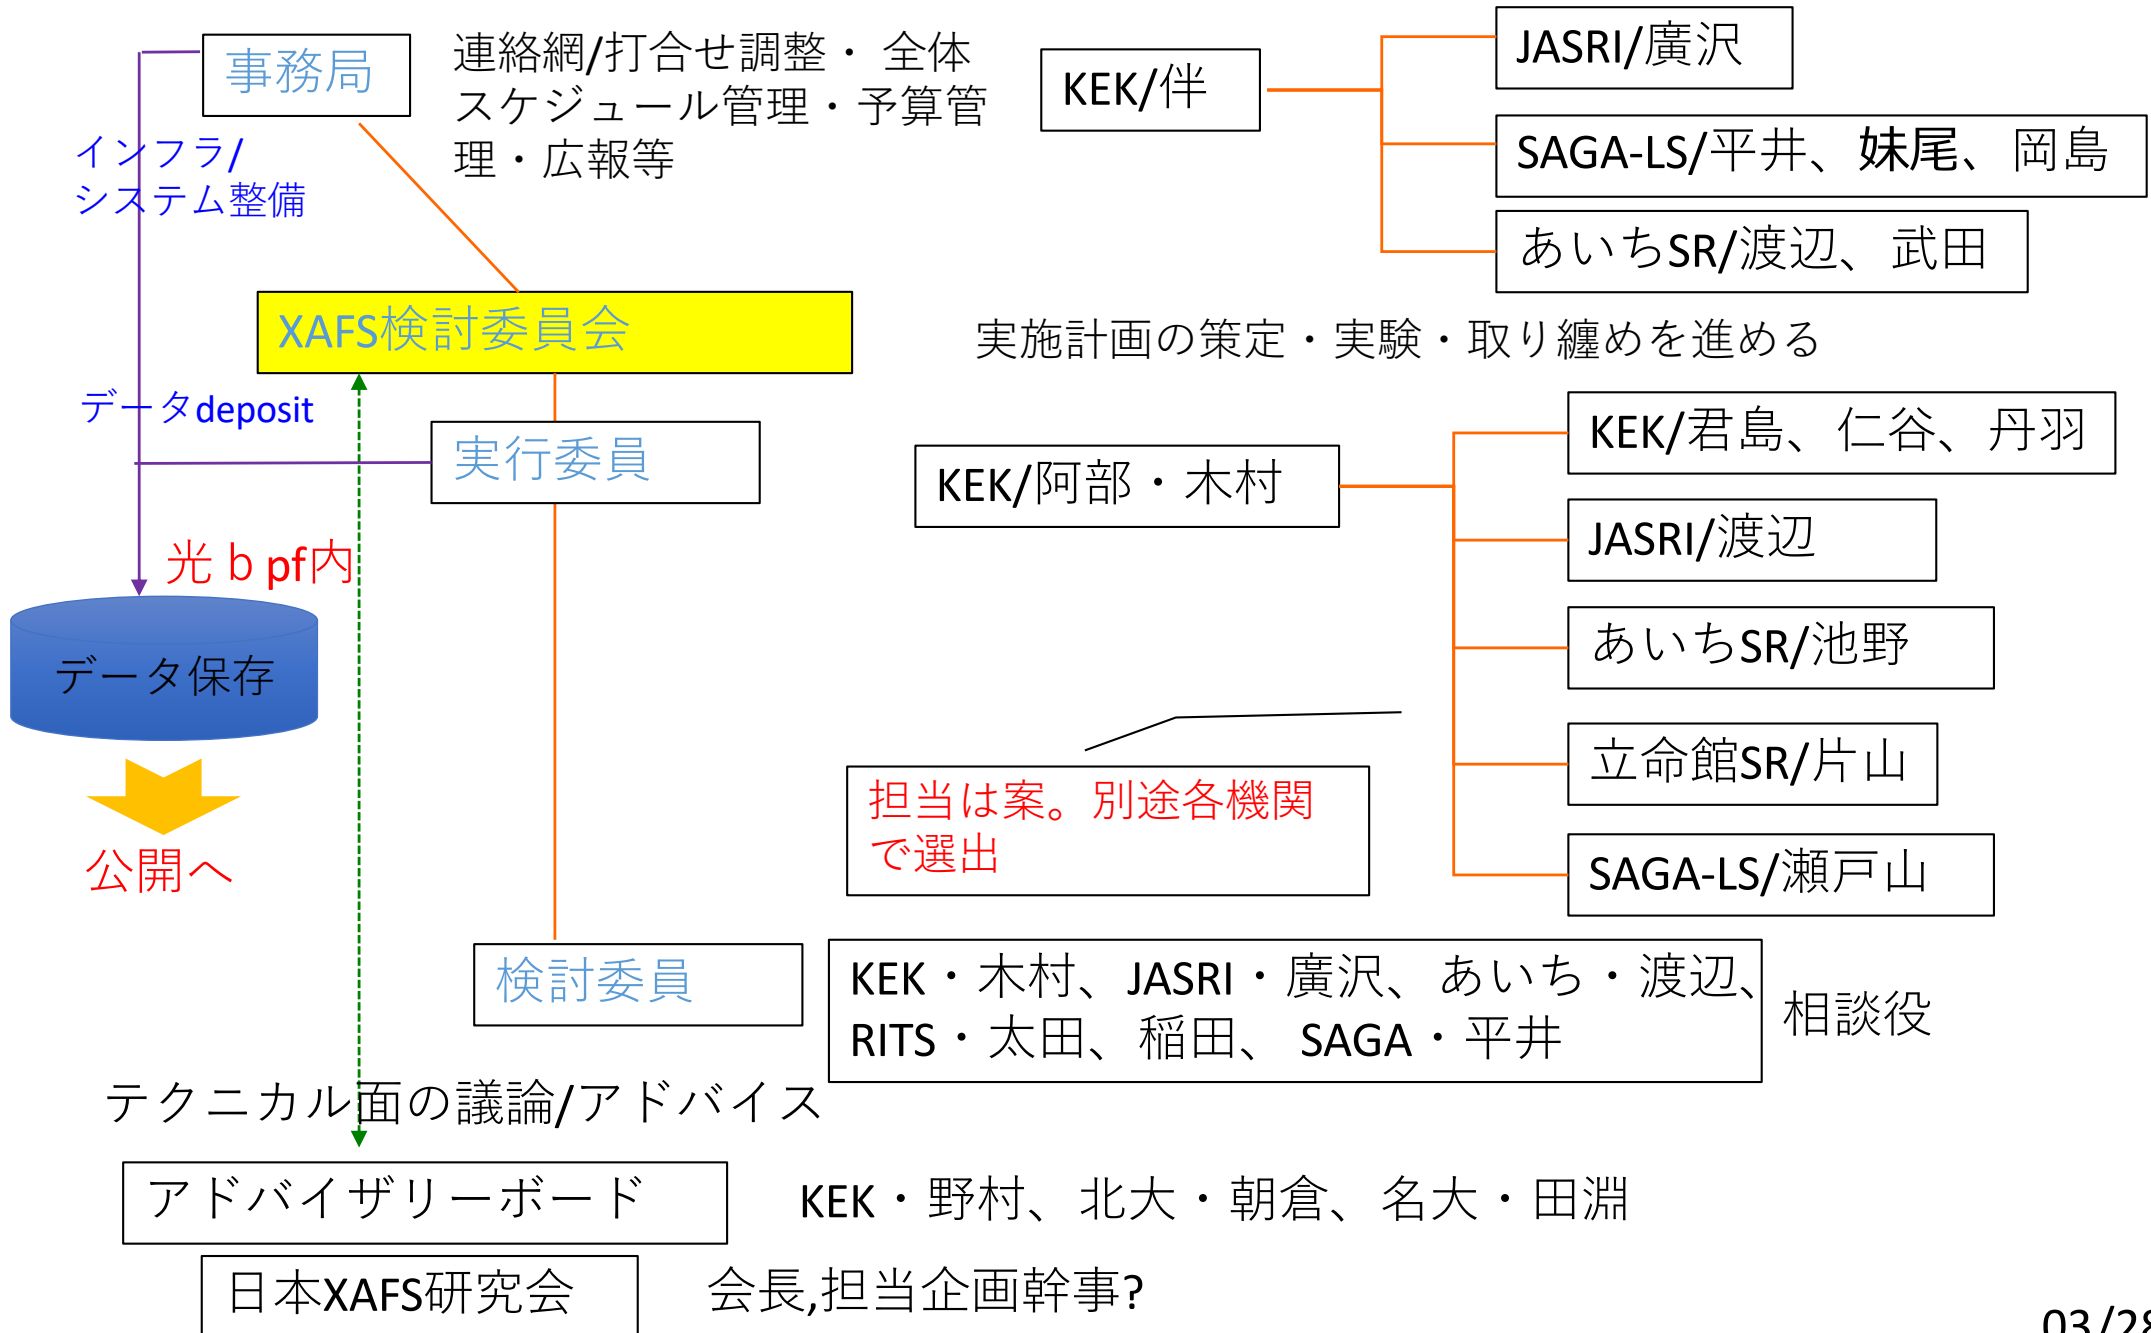 事務局
連絡網/打合せ調整・ 全体
スケジュール管理・予算管
理・広報等
KEK/伴
JASRI/廣沢
SAGA-LS/平井、妹尾、岡島
あいちSR/渡辺、武田
インフラ/
システム整備
XAFS検討委員会
実施計画の策定・実験・取り纏めを進める
データdeposit
実行委員
KEK/阿部・木村
KEK/君島、仁谷、丹羽
JASRI/渡辺
あいちSR/池野
立命館SR/片山
SAGA-LS/瀬戸山
光ｂpf内
データ保存
公開へ
担当は案。別途各機関
で選出
検討委員
KEK・木村、JASRI・廣沢、あいち・渡辺、
RITS・太田、稲田、 SAGA・平井
相談役
テクニカル面の議論/アドバイス
アドバイザリーボード
KEK・野村、北大・朝倉、名大・田淵
日本XAFS研究会
会長,担当企画幹事?
03/28